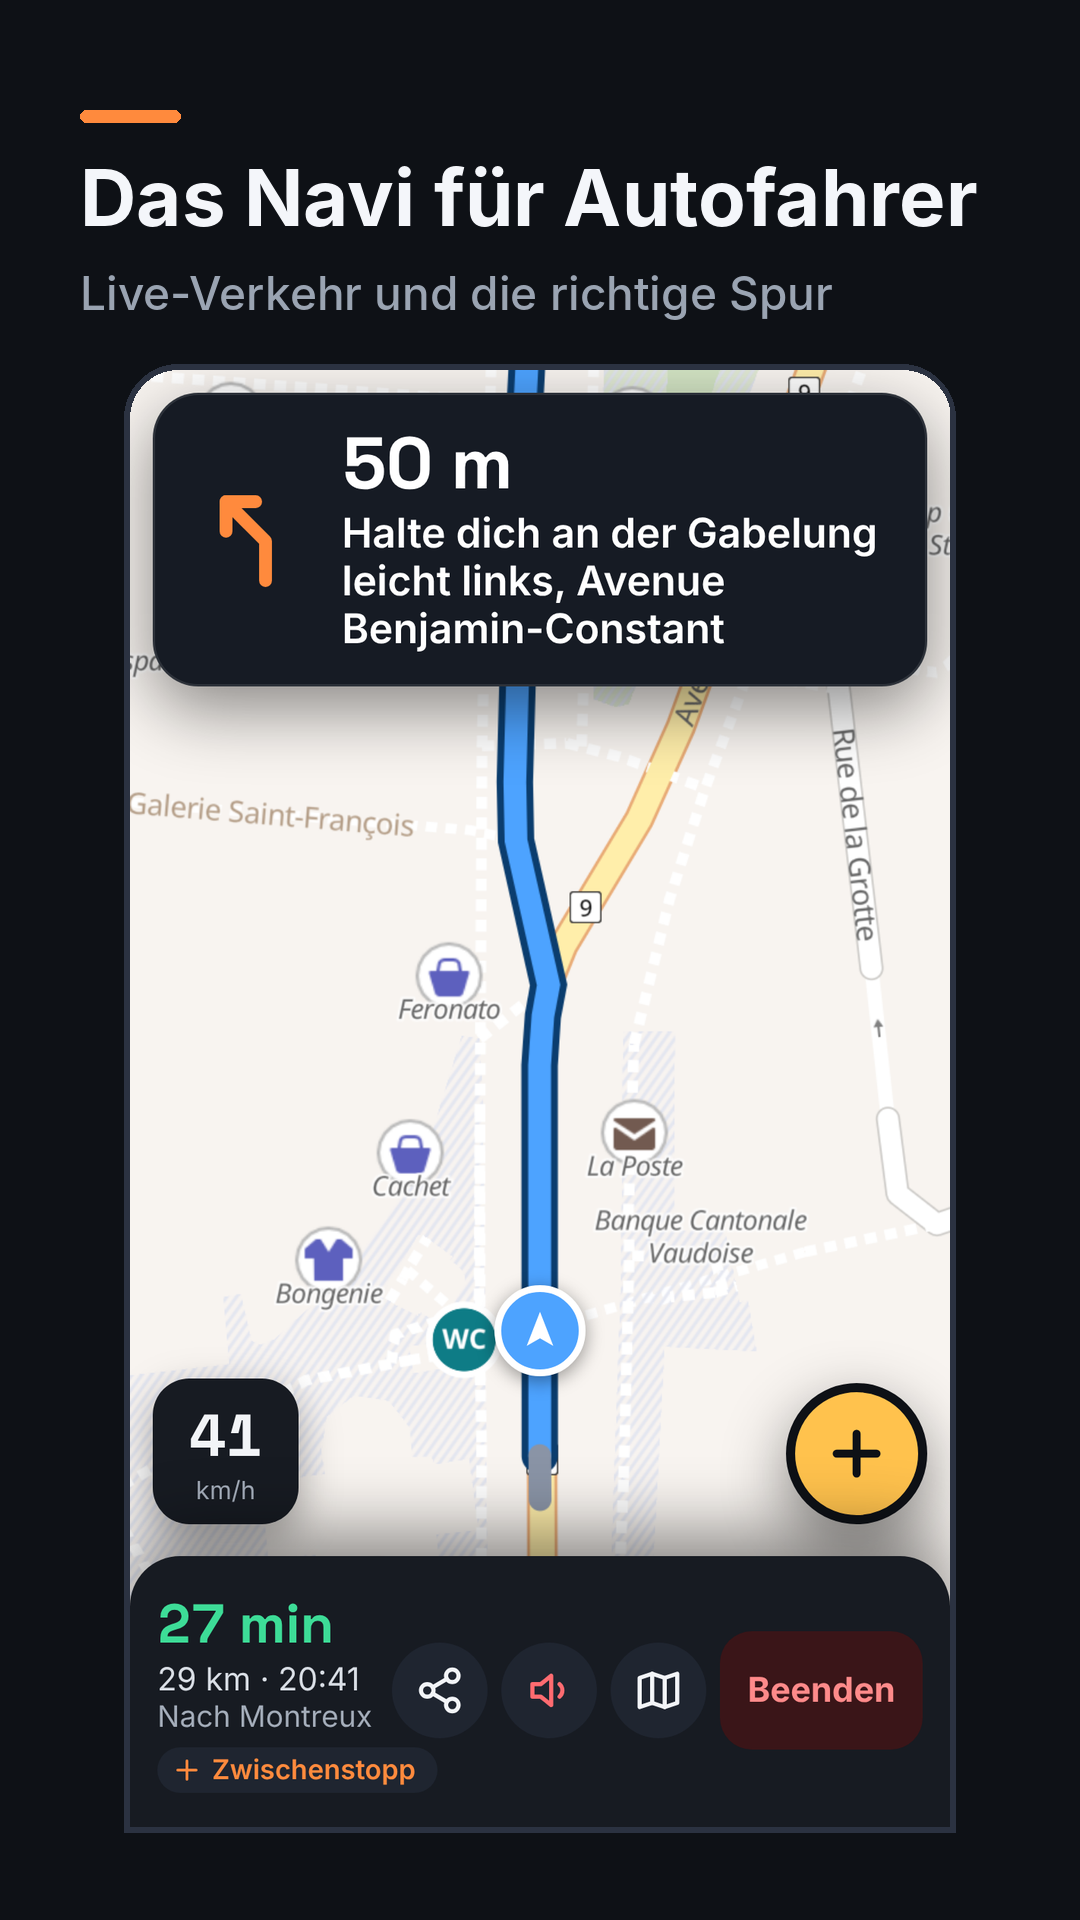 Das Navi für Autofahrer
Live-Verkehr und die richtige Spur
50 m
Halte dich an der Gabelung
leicht links, Avenue
Benjamin-Constant
Ave
Rue de la Grotte
Galerie Saint-François
9
Feronato
Cachet
La Poste
Banque Cantonale
Vaudoise
Bongenie
WC
41
km/h
27 min
29 km · 20:41
Nach Montreux
Beenden
Zwischenstopp